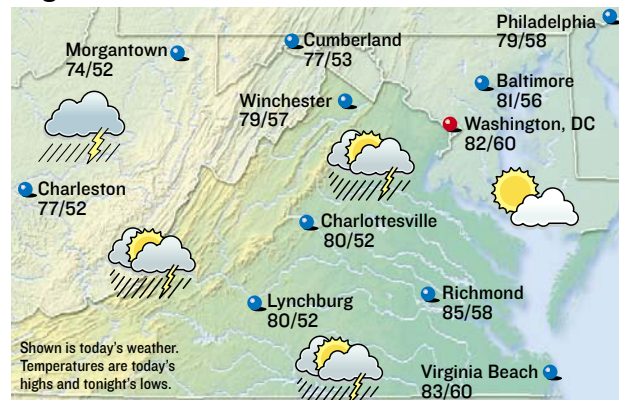 Philadelphia
79/58
Morgantown
74/52
Cumberland
77/53
Baltimore
81/56
Winchester
79/57
Washington, DC
82/60
Charleston
77/52
Charlottesville
80/52
Lynchburg
80/52
Richmond
85/58
Shown is today's weather.
Temperatures are today's
highs and tonight's lows.
Virginia Beach
83/60